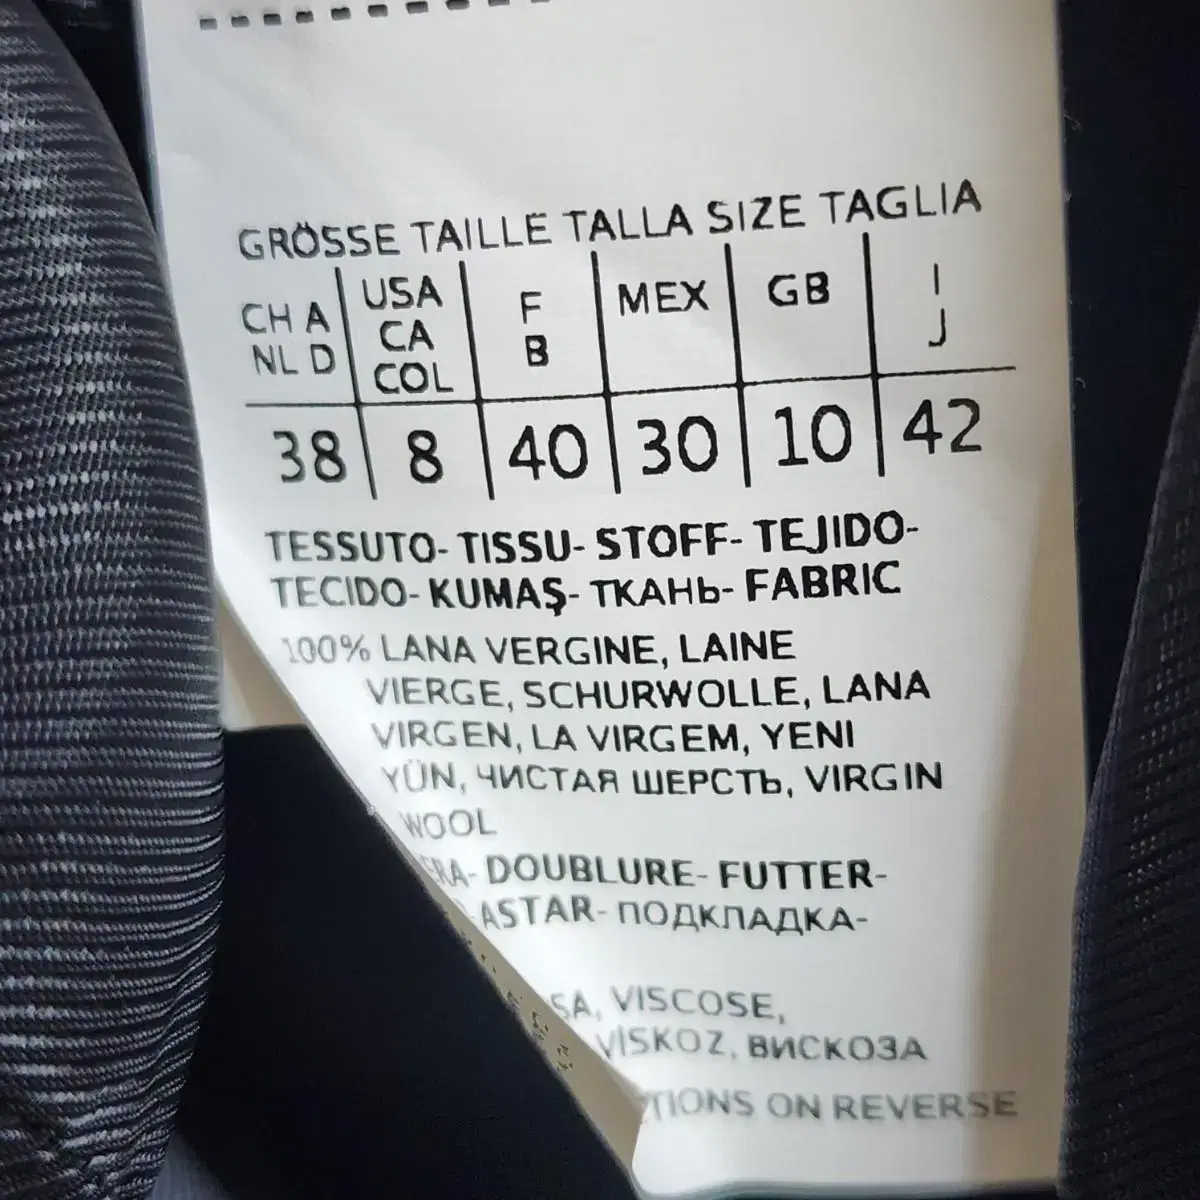 GRÖSSE TAILLE TALLA SIZE TAGLIA
CH A NL D USA CA COL F B MEX GB I J
38 8 40 30 10 42
TESSUTO- TISSU- STOFF- TEJIDO-
TECIDO- KUMAŞ- ТКАНЬ- FABRIC
100% LANA VERGINE, LAINE
VIERGE, SCHURWOLLE, LANA
VIRGEN, LA VIRGEM, YENI
YÜN, ЧИСТАЯ ШЕРСТЬ, VIRGIN
WOOL
DOUBLURE- FUTTER-
ASTAR- ПОДКЛАДКА-
VISCOSE,
VİSKOZ, ВИСКОЗА
ON REVERSE